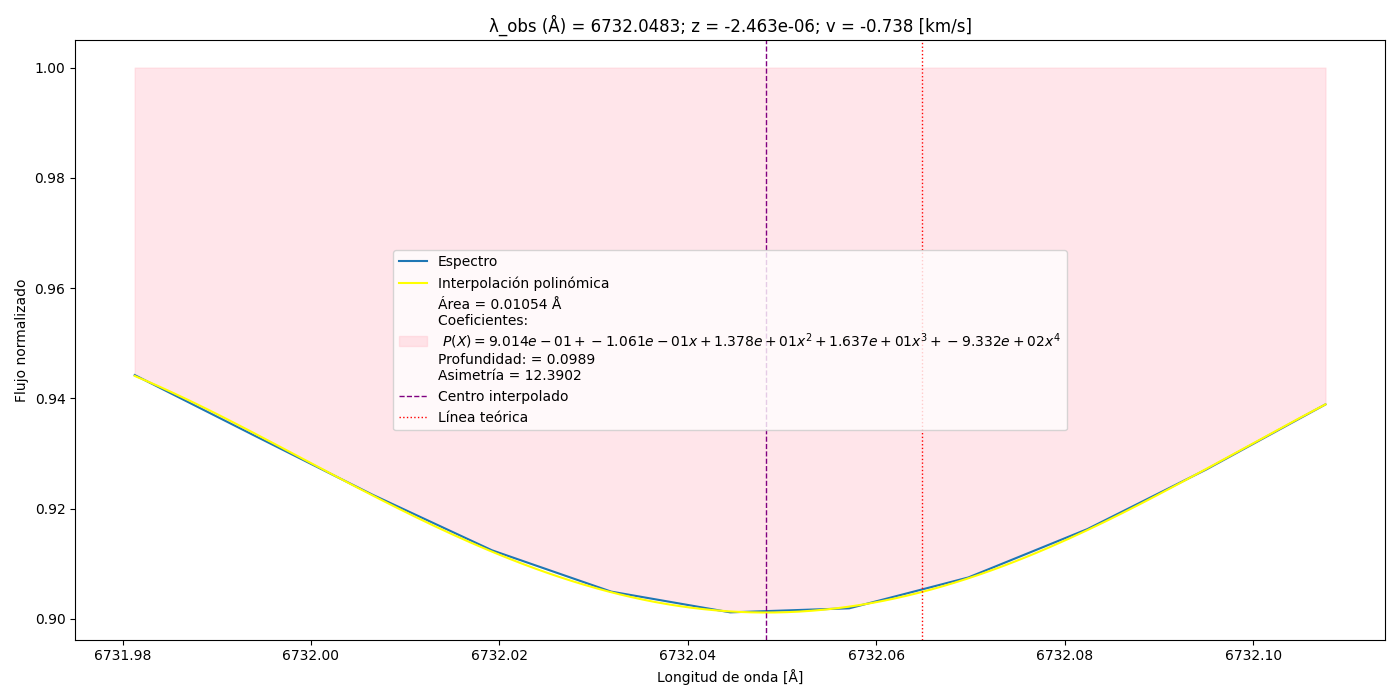 λ_obs (Å) = 6732.0483; z = -2.463e-06; v = -0.738 [km/s]
Flujo normalizado
1.00
0.98
0.96
0.94
0.92
0.90
Espectro
Interpolación polinómica
Área = 0.01054 Å
Coeficientes:
P(X) = 9.014e − 01 + − 1.061e − 01x + 1.378e + 01x² + 1.637e + 01x³ + − 9.332e + 02x⁴
Profundidad: = 0.0989
Asimetría = 12.3902
Centro interpolado
Línea teórica
6731.98
6732.00
6732.02
6732.04
6732.06
6732.08
6732.10
Longitud de onda [Å]